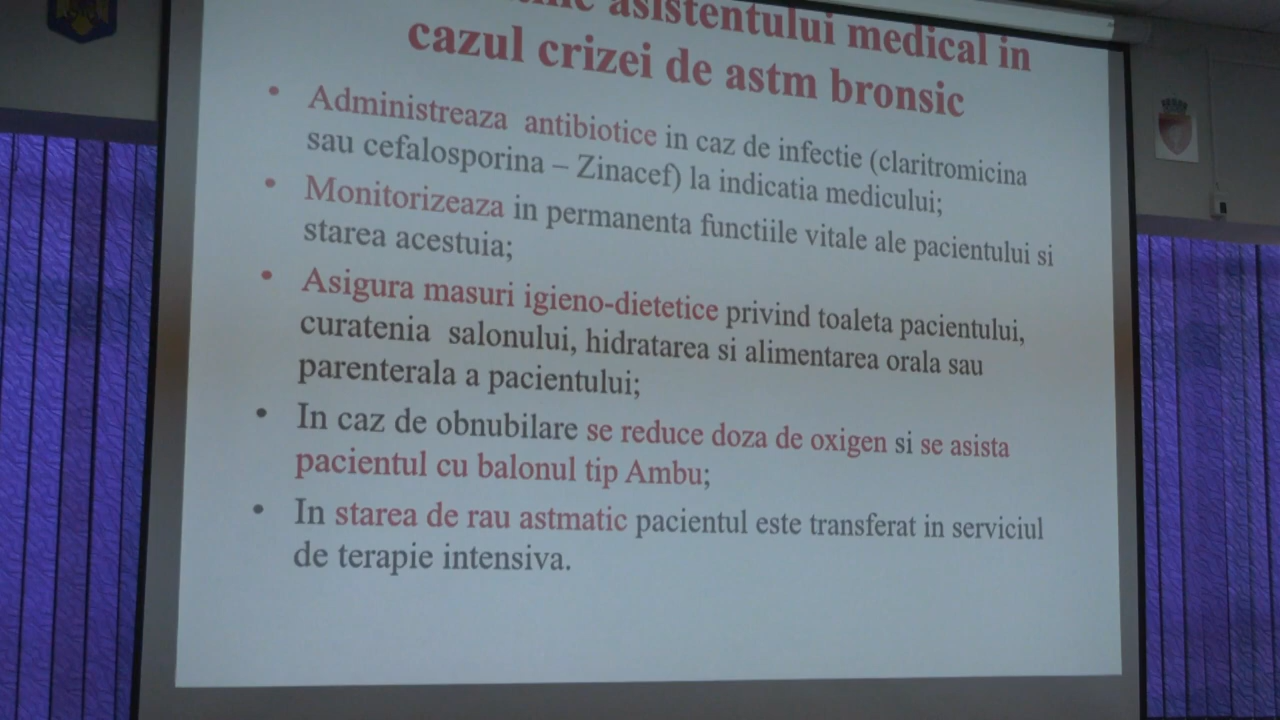 asistentului medical in
cazul crizei de astm bronsic
• Administreaza antibiotice in caz de infectie (claritromicina
sau cefalosporina – Zinacef) la indicatia medicului;
• Monitorizeaza in permanenta functiile vitale ale pacientului si
starea acestuia;
• Asigura masuri igieno-dietetice privind toaleta pacientului,
curatenia salonului, hidratarea si alimentarea orala sau
parenterala a pacientului;
• In caz de obnubilare se reduce doza de oxigen si se asista
pacientul cu balonul tip Ambu;
• In starea de rau astmatic pacientul este transferat in serviciul
de terapie intensiva.